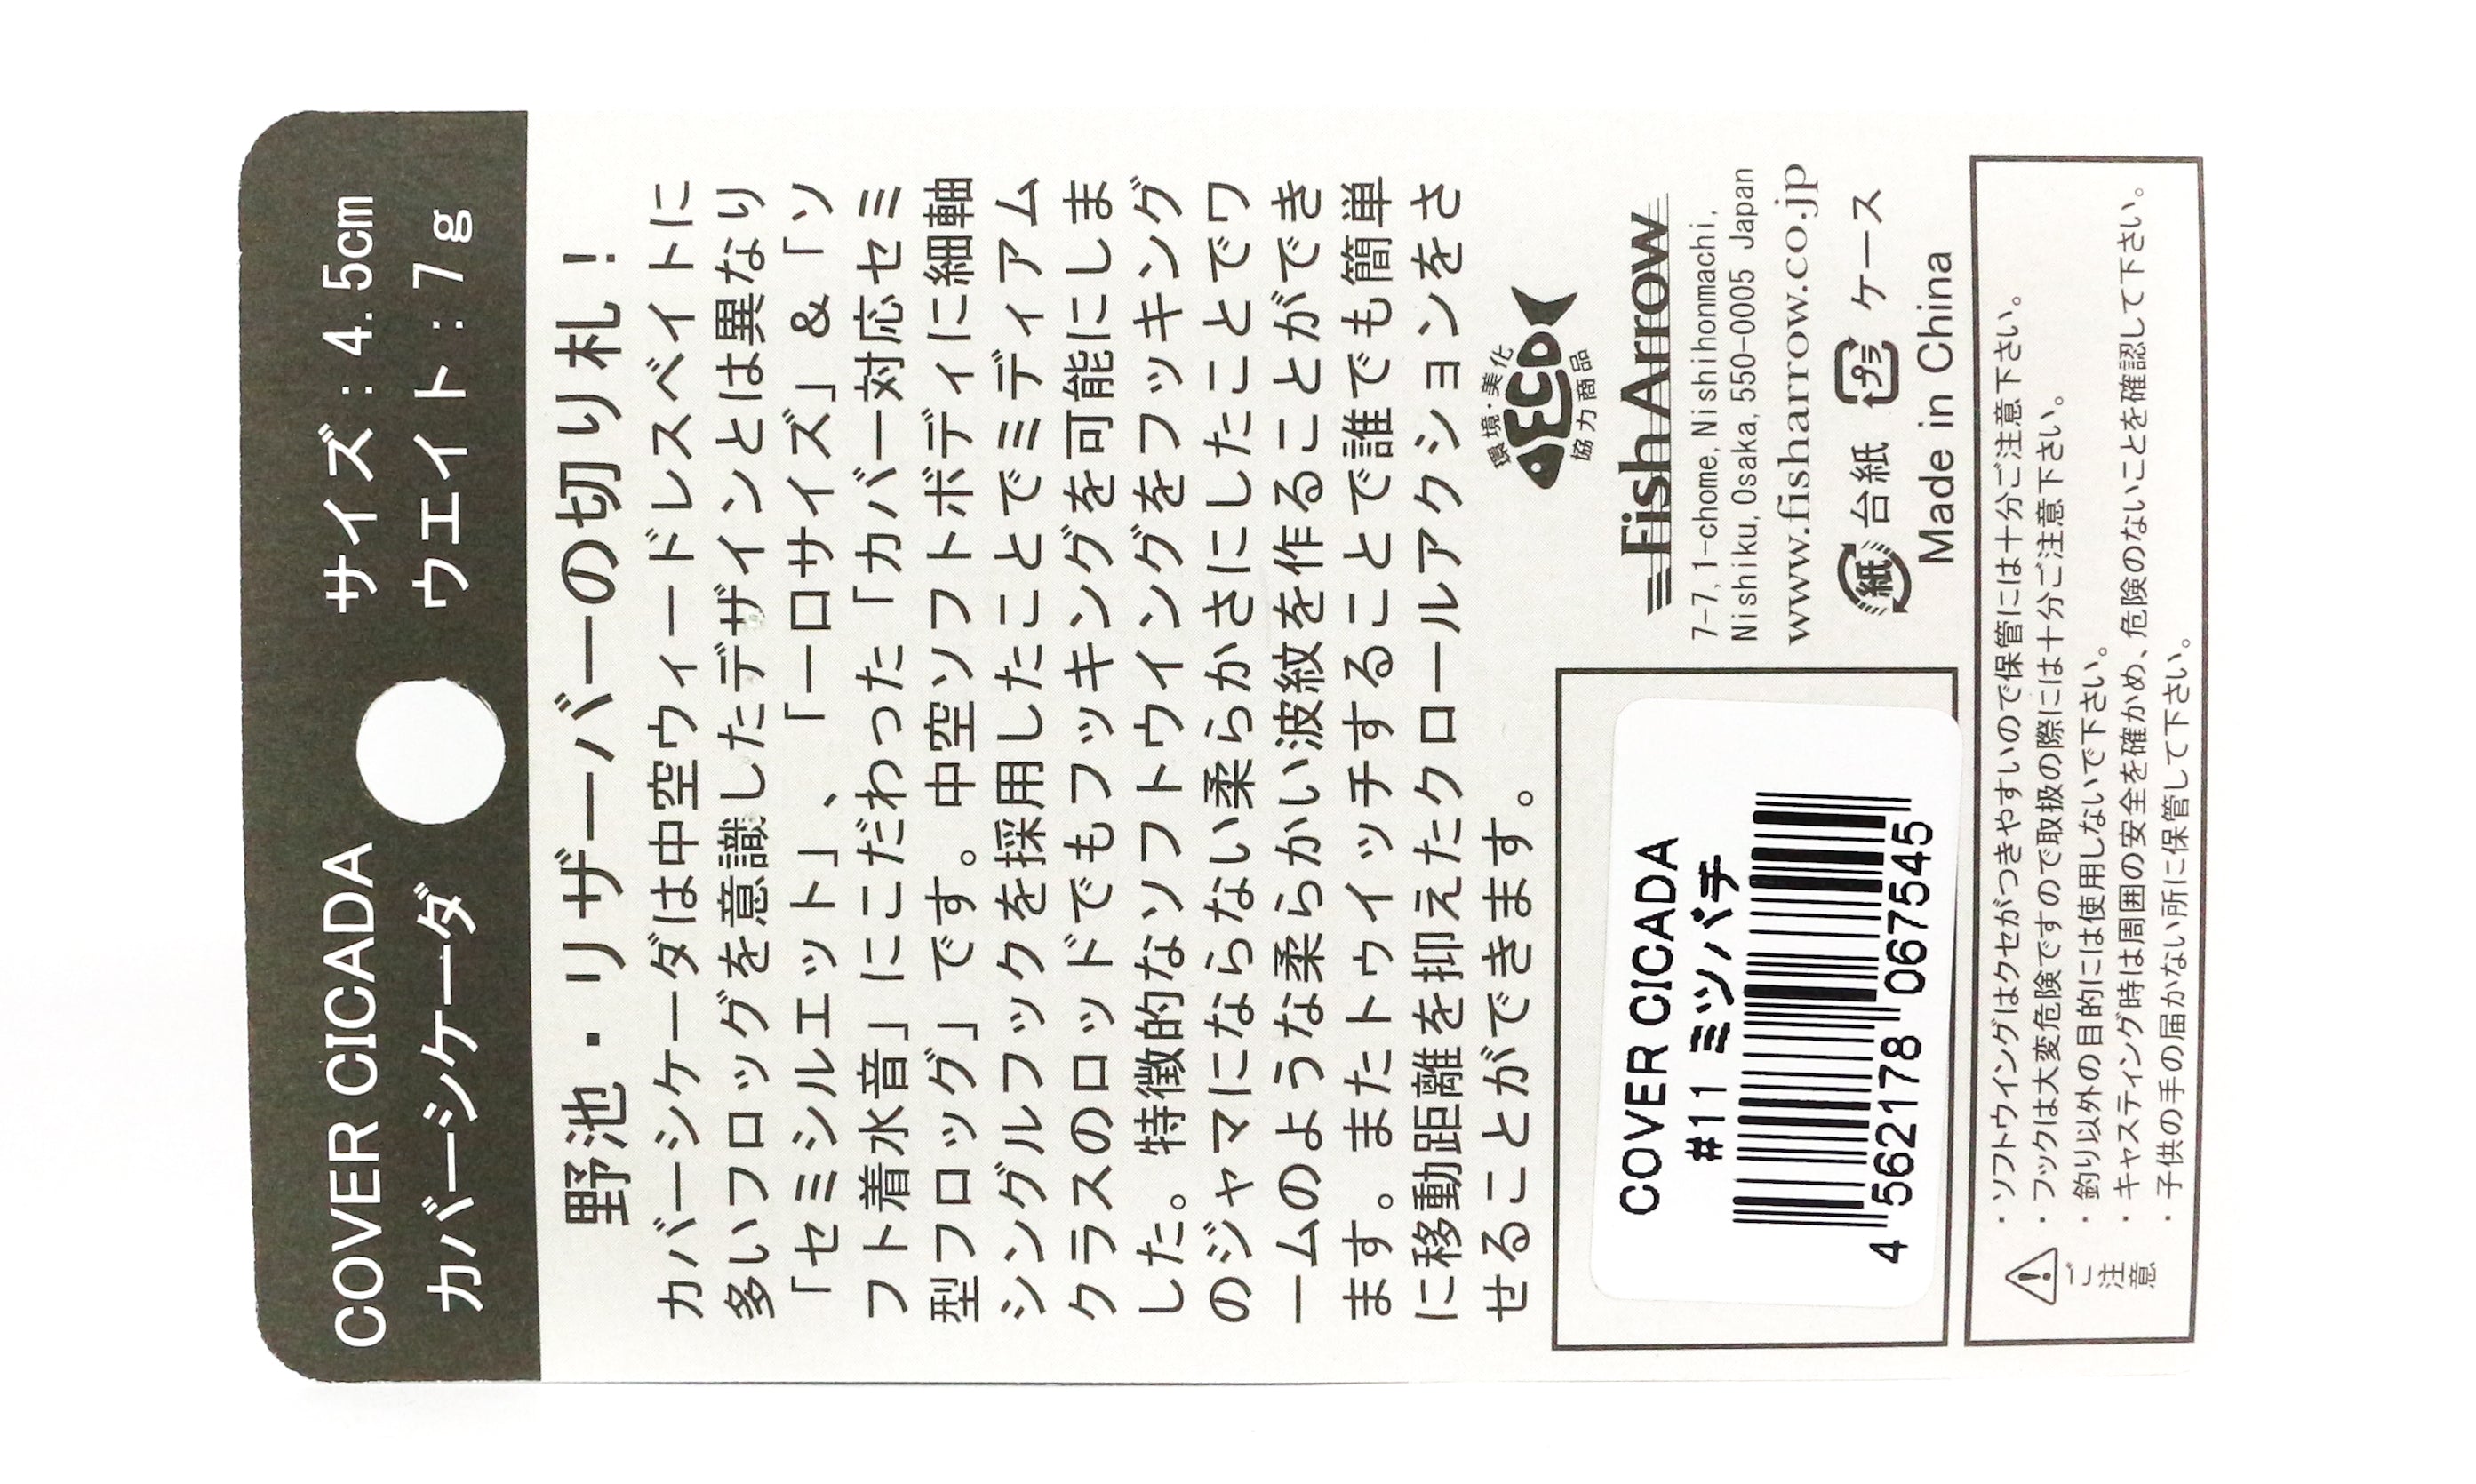 COVER CICADA サイズ：4.5cm
カバーシケーダ ウエイト：7g
野池・リザーバーの切り札！
カバーシケーダは中空ウィードレスベイトに
多いフロッグを意識したデザインとは異なり
「セミシルエット」、「一口サイズ」&「ソ
フト着水音」にこだわった「カバー対応セミ
型フロッグ」です。中空ソフトボディに細軸
シングルフックを採用したことでミディアム
クラスのロッドでもフッキングを可能にしま
した。特徴的なソフトウイングをフッキング
のジャマにならない柔らかさにしたことでワ
ームのような柔らかい波紋を作ることができ
ます。またトゥイッチすることで誰でも簡単
に移動距離を抑えたクロールアクションをさ
せることができます。
環境・美化
ECO
協力商品
FishArrow
7-7,1-chome,Nishihonmachi,
Nishiku,Osaka,550-0005 Japan
www.fisharrow.co.jp
紙 台紙 プラ ケース
Made in China
COVER CICADA
#11 ミツバチ
4 562178 067545
ご注意
・ソフトウイングはクセがつきやすいので保管には十分ご注意下さい。
・フックは大変危険ですので取扱の際には十分ご注意下さい。
・釣り以外の目的には使用しないで下さい。
・キャスティング時は周囲の安全を確かめ、危険のないことを確認して下さい。
・子供の手の届かない所に保管して下さい。